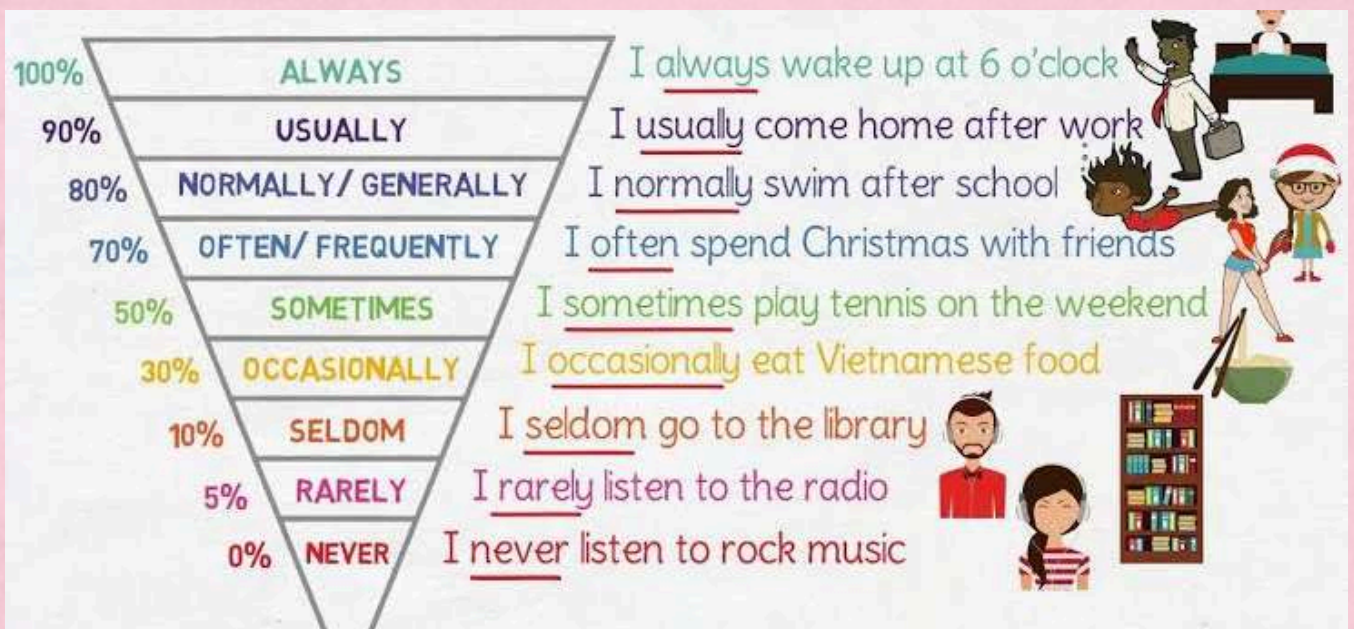 100% ALWAYS I always wake up at 6 o'clock
90% USUALLY I usually come home after work
80% NORMALLY/ GENERALLY I normally swim after school
70% OFTEN/ FREQUENTLY I often spend Christmas with friends
50% SOMETIMES I sometimes play tennis on the weekend
30% OCCASIONALLY I occasionally eat Vietnamese food
10% SELDOM I seldom go to the library
5% RARELY I rarely listen to the radio
0% NEVER I never listen to rock music